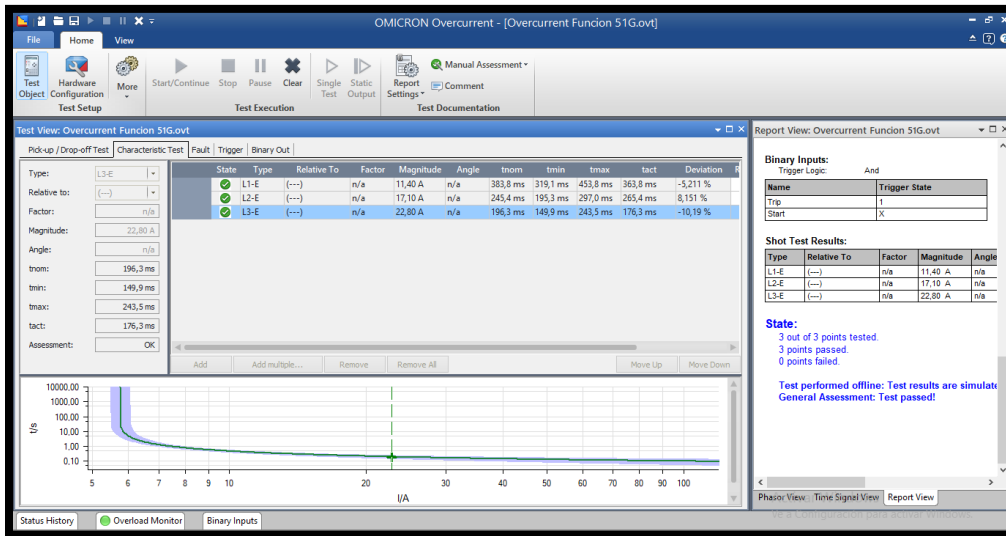 OMICRON Overcurrent - [Overcurrent Funcion 51G.ovt]
File Home View
Test Object
Hardware Configuration
More
Start/Continue Stop Pause Clear
Single Test
Static Output
Report Settings
Manual Assessment
Comment
Test Setup Test Execution Test Documentation
Test View: Overcurrent Funcion 51G.ovt
Pick-up / Drop-off Test Characteristic Test Fault Trigger Binary Out
Type: L3-E
Relative to: (---)
Factor: n/a
Magnitude: 22,80 A
Angle: n/a
tnom: 196,3 ms
tmin: 149,9 ms
tmax: 243,5 ms
tact: 176,3 ms
Assessment: OK
State Type Relative To Factor Magnitude Angle tnom tmin tmax tact Deviation R
L1-E (---) n/a 11,40 A n/a 383,8 ms 319,1 ms 453,8 ms 363,8 ms -5,211 %
L2-E (---) n/a 17,10 A n/a 245,4 ms 195,3 ms 297,0 ms 265,4 ms 8,151 %
L3-E (---) n/a 22,80 A n/a 196,3 ms 149,9 ms 243,5 ms 176,3 ms -10,19 %
Add Add multiple... Remove Remove All Move Up Move Down
t/s
10000,00
1000,00
100,00
10,00
1,00
0,10
5 6 7 8 9 10 20 30 40 50 60 70 80 90 100
I/A
Report View: Overcurrent Funcion 51G.ovt
Binary Inputs:
Trigger Logic: And
Name Trigger State
Trip 1
Start X
Shot Test Results:
Type Relative To Factor Magnitude Angle
L1-E (---) n/a 11,40 A n/a
L2-E (---) n/a 17,10 A n/a
L3-E (---) n/a 22,80 A n/a
State:
3 out of 3 points tested.
3 points passed.
0 points failed.
Test performed offline: Test results are simulate
General Assessment: Test passed!
Phasor View Time Signal View Report View
Ve a Configuración para activar Windows.
Status History Overload Monitor Binary Inputs